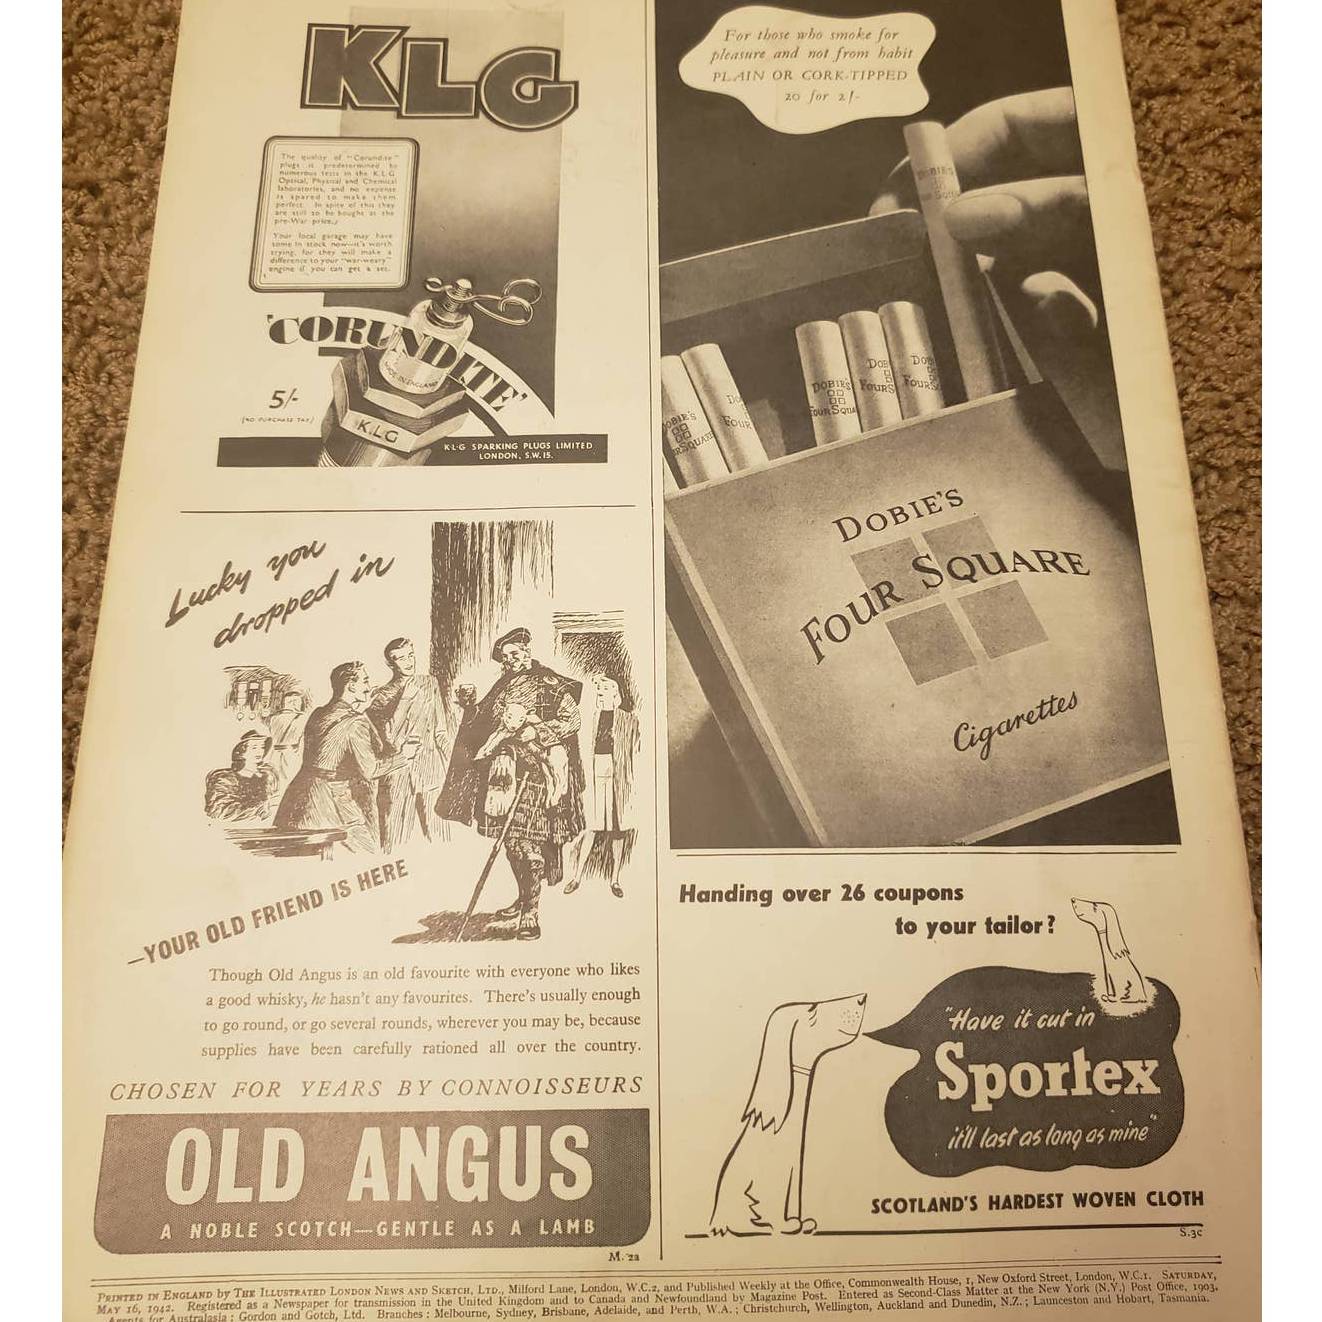 KLG
The quality of "Corundite"
plugs is predetermined by
numerous tests in the K.L.G
Optical, Physical and Chemical
laboratories, and no expense
is spared to make them
perfect. In spite of this they
are still to be bought at the
pre-War price.
Your local garage may have
some in stock now—it's worth
trying, for they will make a
difference to your "war-weary"
engine if you can get a set.
'CORUNDITE'
MADE IN ENGLAND
5/-
(NO PURCHASE TAX)
K.L.G
K·L·G SPARKING PLUGS LIMITED
LONDON, S.W.15.
Lucky you
dropped in
—YOUR OLD FRIEND IS HERE
Though Old Angus is an old favourite with everyone who likes
a good whisky, he hasn't any favourites. There's usually enough
to go round, or go several rounds, wherever you may be, because
supplies have been carefully rationed all over the country.
CHOSEN FOR YEARS BY CONNOISSEURS
OLD ANGUS
A NOBLE SCOTCH—GENTLE AS A LAMB
M. 2a
For those who smoke for
pleasure and not from habit
PLAIN OR CORK-TIPPED
20 for 2/-
DOBIE'S
FOUR SQUARE
DOBIE'S
FOUR SQUARE
Cigarettes
Handing over 26 coupons
to your tailor?
"Have it cut in
Sportex
it'll last as long as mine"
SCOTLAND'S HARDEST WOVEN CLOTH
S.3c
PRINTED IN ENGLAND by THE ILLUSTRATED LONDON NEWS AND SKETCH, LTD., Milford Lane, London, W.C.2, and Published Weekly at the Office, Commonwealth House, 1, New Oxford Street, London, W.C.1. SATURDAY,
MAY 16, 1942. Registered as a Newspaper for transmission in the United Kingdom and to Canada and Newfoundland by Magazine Post. Entered as Second-Class Matter at the New York (N.Y.) Post Office, 1903.
Agents for Australasia: Gordon and Gotch, Ltd. Branches: Melbourne, Sydney, Brisbane, Adelaide, and Perth, W.A.; Christchurch, Wellington, Auckland and Dunedin, N.Z.; Launceston and Hobart, Tasmania.